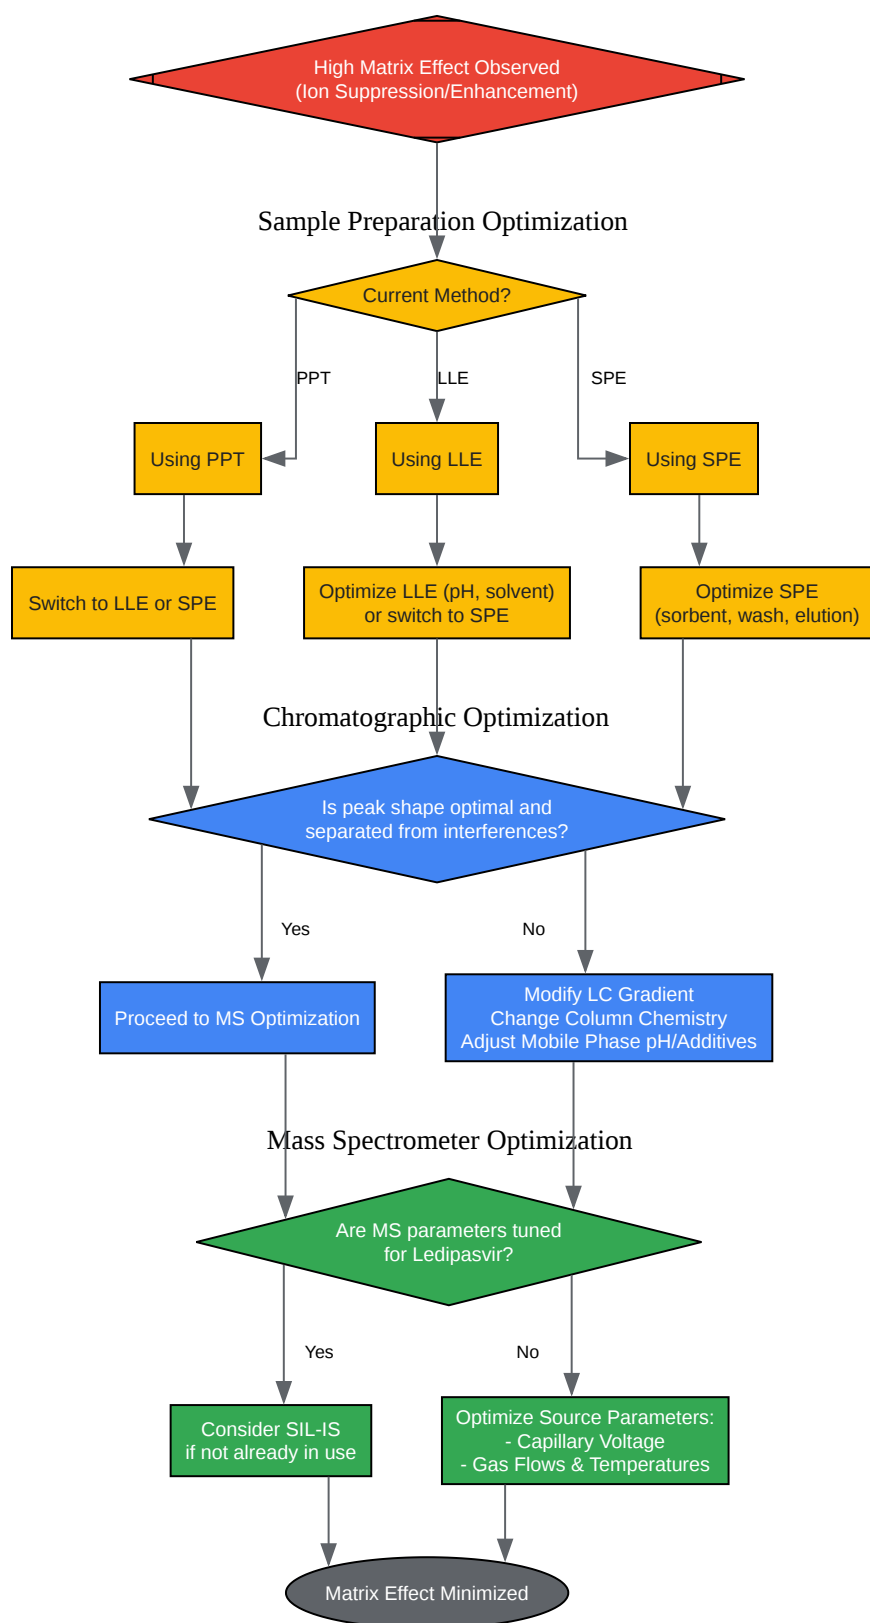 High Matrix Effect Observed
(Ion Suppression/Enhancement)
Sample Preparation Optimization
Current Method?
PPT
LLE
SPE
Using PPT
Using LLE
Using SPE
Switch to LLE or SPE
Optimize LLE (pH, solvent)
or switch to SPE
Optimize SPE
(sorbent, wash, elution)
Chromatographic Optimization
Is peak shape optimal and
separated from interferences?
Yes
No
Proceed to MS Optimization
Modify LC Gradient
Change Column Chemistry
Adjust Mobile Phase pH/Additives
Mass Spectrometer Optimization
Are MS parameters tuned
for Ledipasvir?
Yes
No
Consider SIL-IS
if not already in use
Optimize Source Parameters:
- Capillary Voltage
- Gas Flows & Temperatures
Matrix Effect Minimized